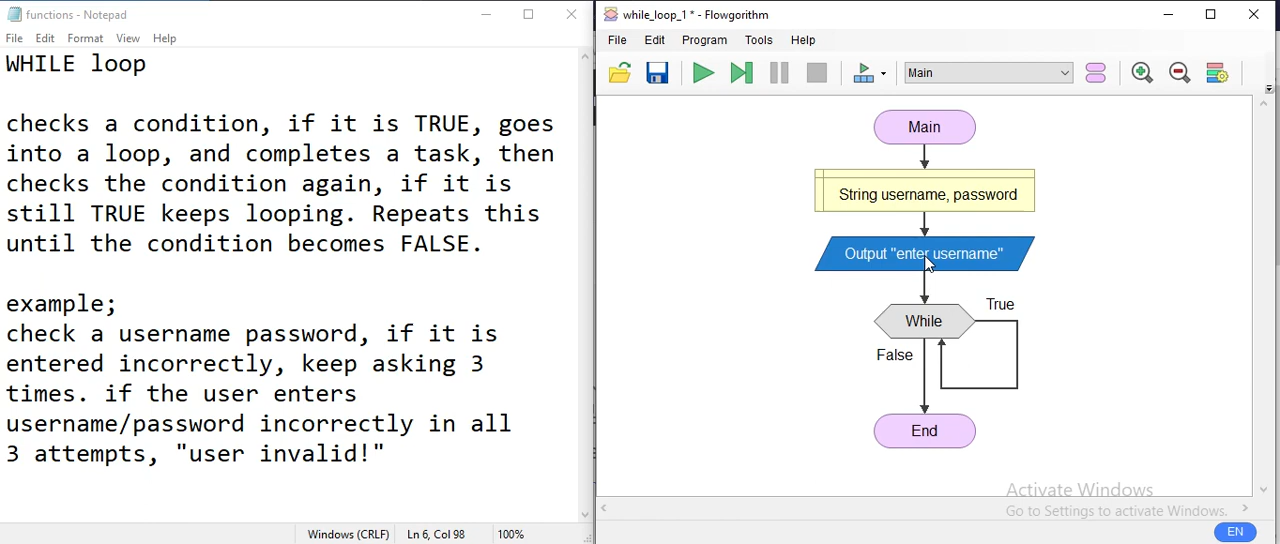 functions - Notepad
File Edit Format View Help
WHILE loop
checks a condition, if it is TRUE, goes
into a loop, and completes a task, then
checks the condition again, if it is
still TRUE keeps looping. Repeats this
until the condition becomes FALSE.
example;
check a username password, if it is
entered incorrectly, keep asking 3
times. if the user enters
username/password incorrectly in all
3 attempts, "user invalid!"
Windows (CRLF) Ln 6, Col 98 100%
while_loop_1 * - Flowgorithm
File Edit Program Tools Help
Main
Main
String username, password
Output "enter username"
True
While
False
End
Activate Windows
Go to Settings to activate Windows.
EN